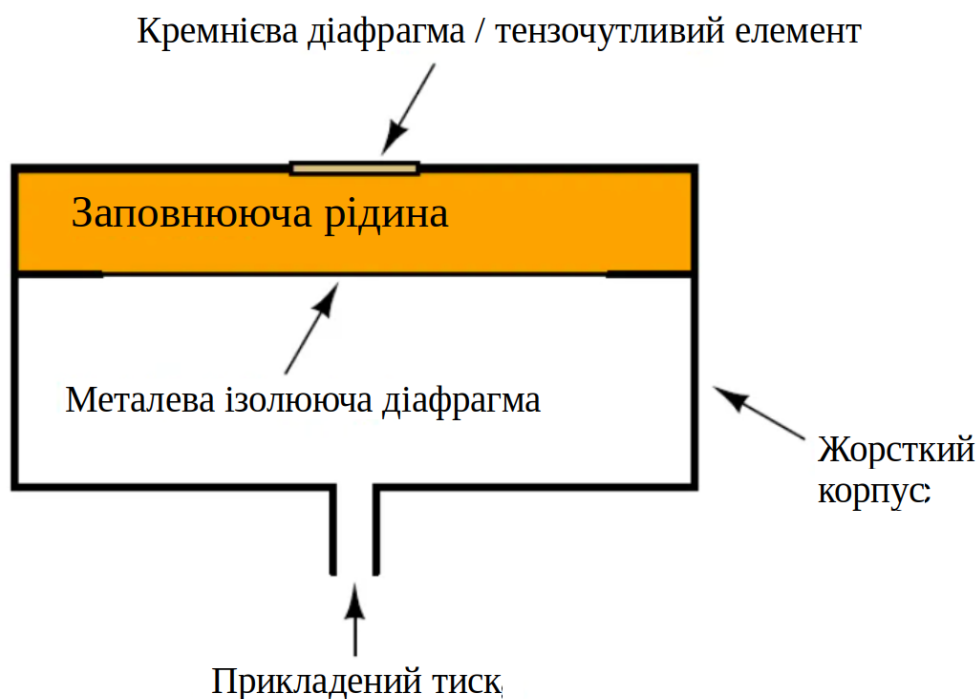 Кремнієва діафрагма / тензочутливий елемент
Заповнююча рідина
Металева ізолююча діафрагма
Жорсткий
корпус;
Прикладений тиск